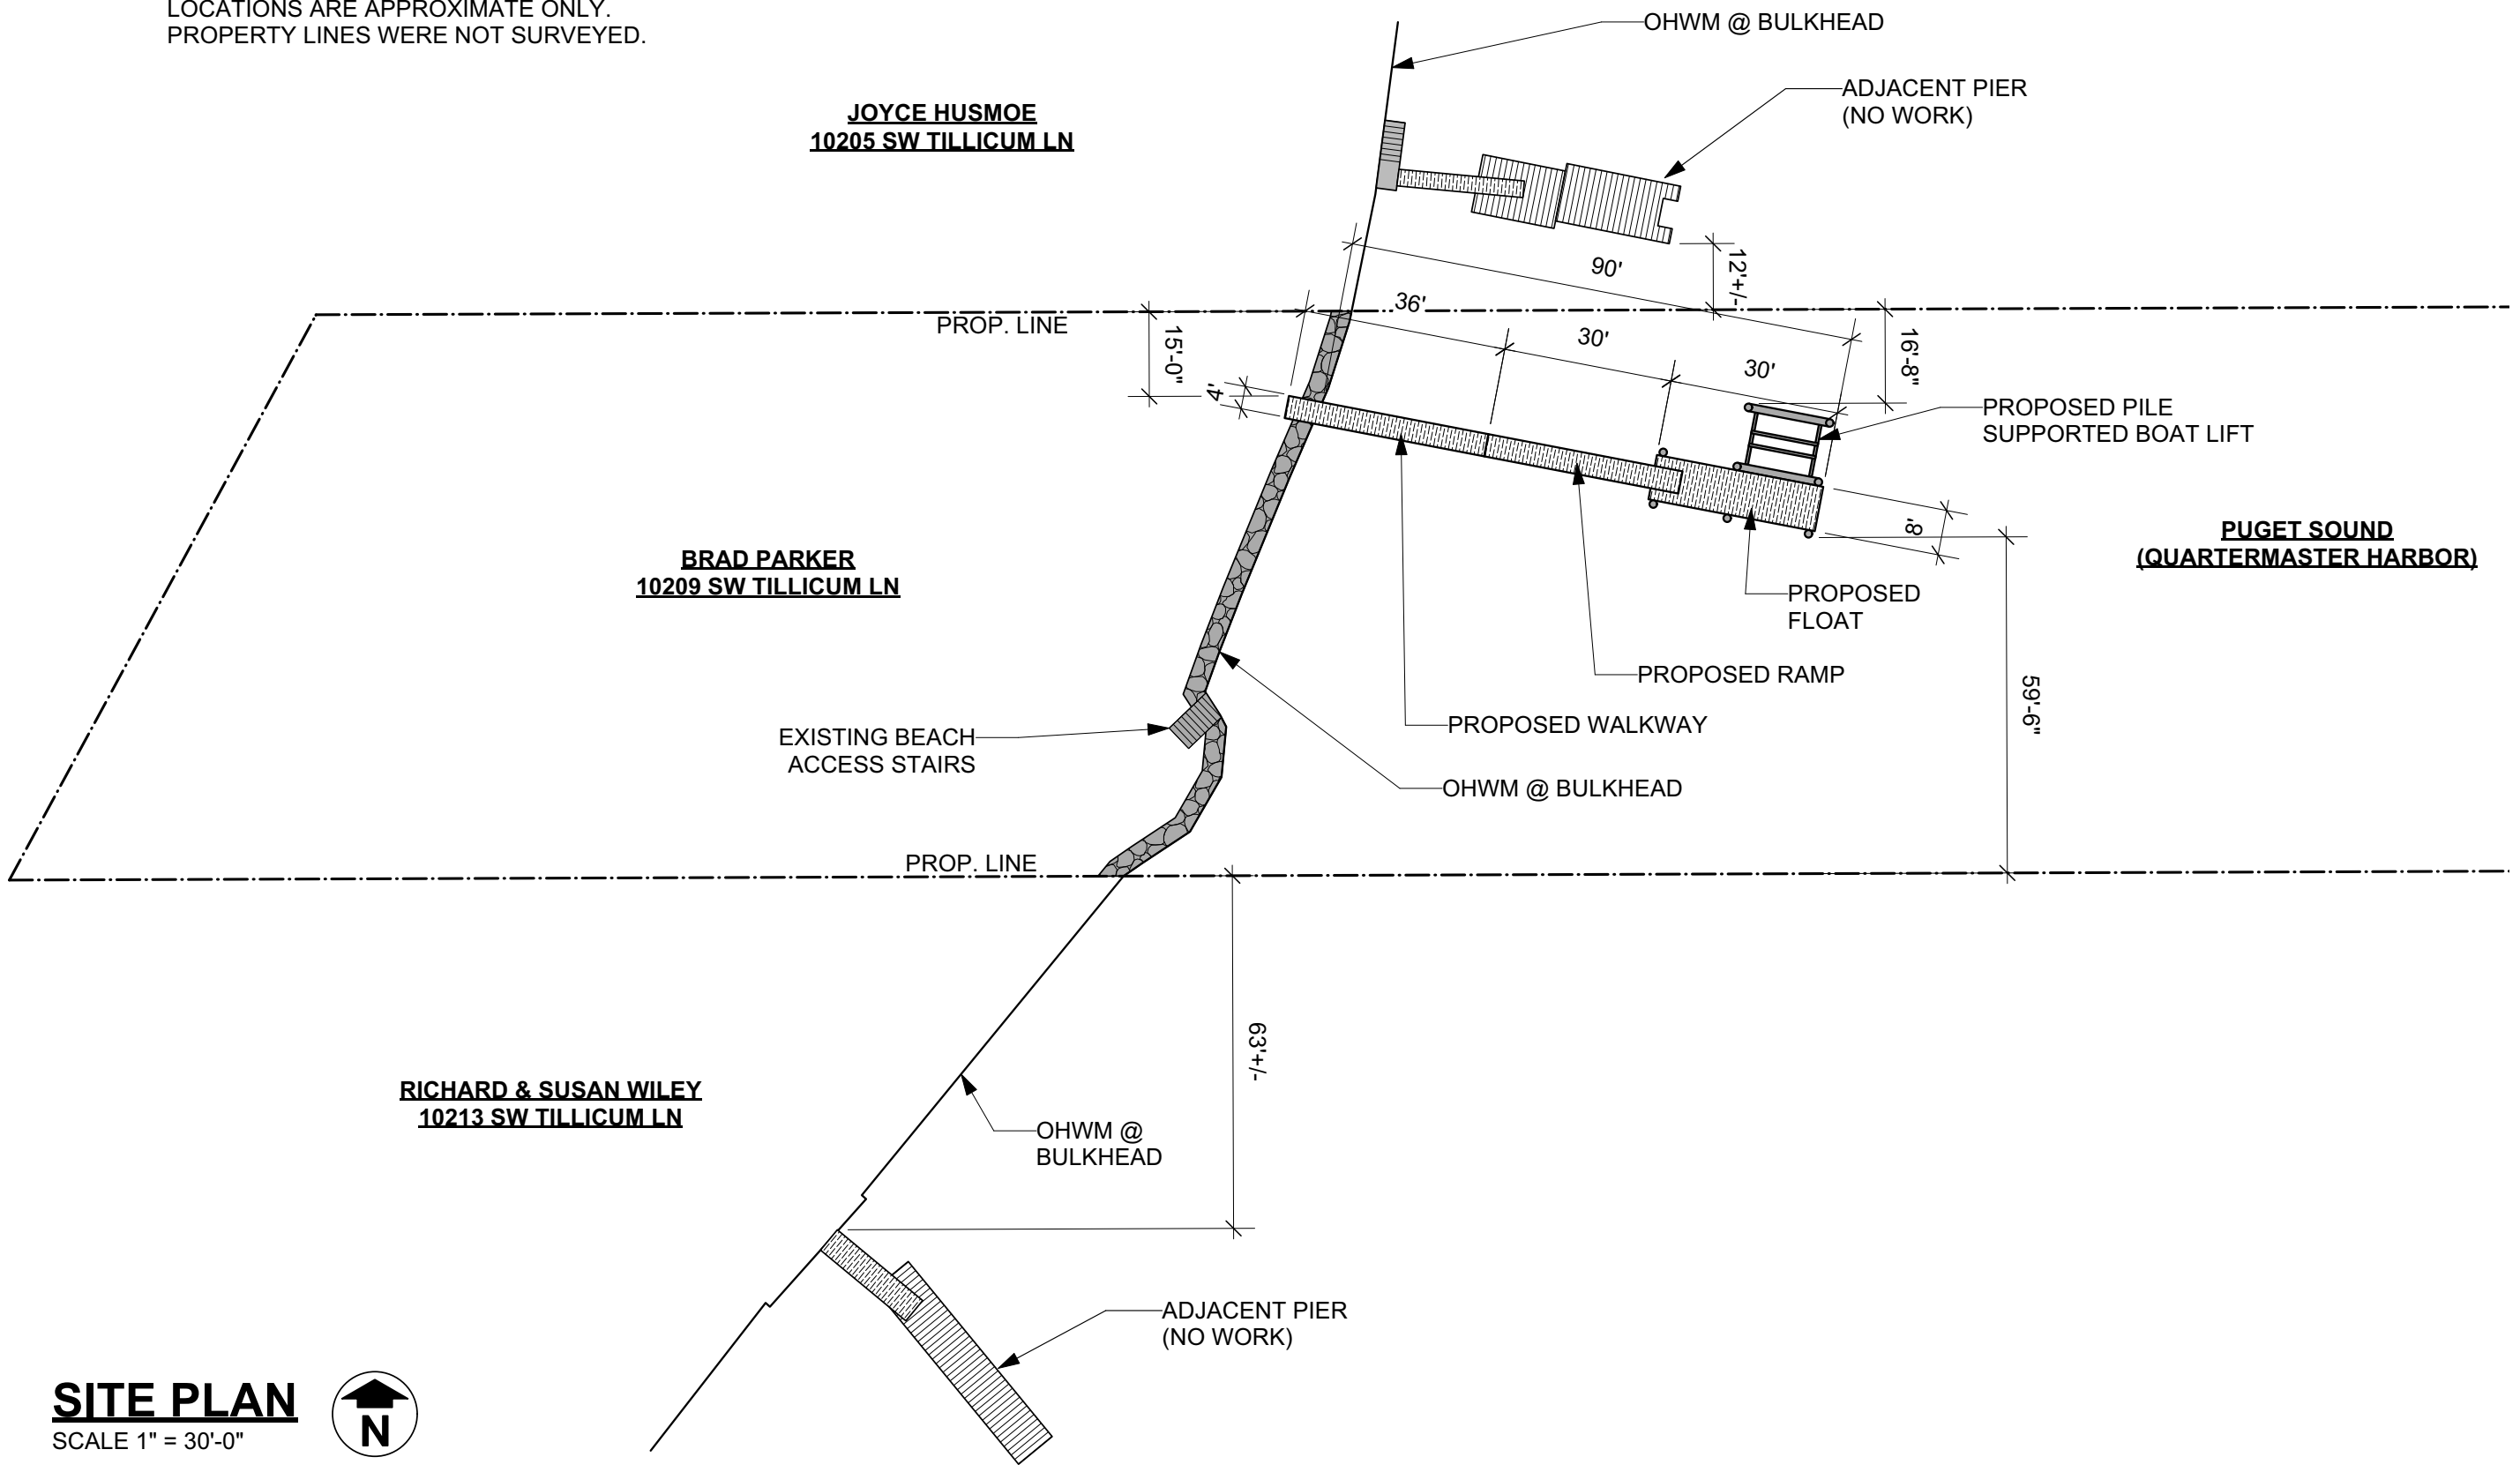 LOCATIONS ARE APPROXIMATE ONLY.
PROPERTY LINES WERE NOT SURVEYED.
OHWM @ BULKHEAD
ADJACENT PIER
(NO WORK)
JOYCE HUSMOE
10205 SW TILLICUM LN
90'
12'+/-
36'
PROP. LINE
15'-0"
30'
30'
16'-8"
4'
PROPOSED PILE
SUPPORTED BOAT LIFT
8'
PUGET SOUND
(QUARTERMASTER HARBOR)
BRAD PARKER
10209 SW TILLICUM LN
PROPOSED
FLOAT
PROPOSED RAMP
59'-6"
PROPOSED WALKWAY
EXISTING BEACH
ACCESS STAIRS
OHWM @ BULKHEAD
PROP. LINE
63'+/-
RICHARD & SUSAN WILEY
10213 SW TILLICUM LN
OHWM @
BULKHEAD
ADJACENT PIER
(NO WORK)
SITE PLAN
SCALE 1" = 30'-0"
N